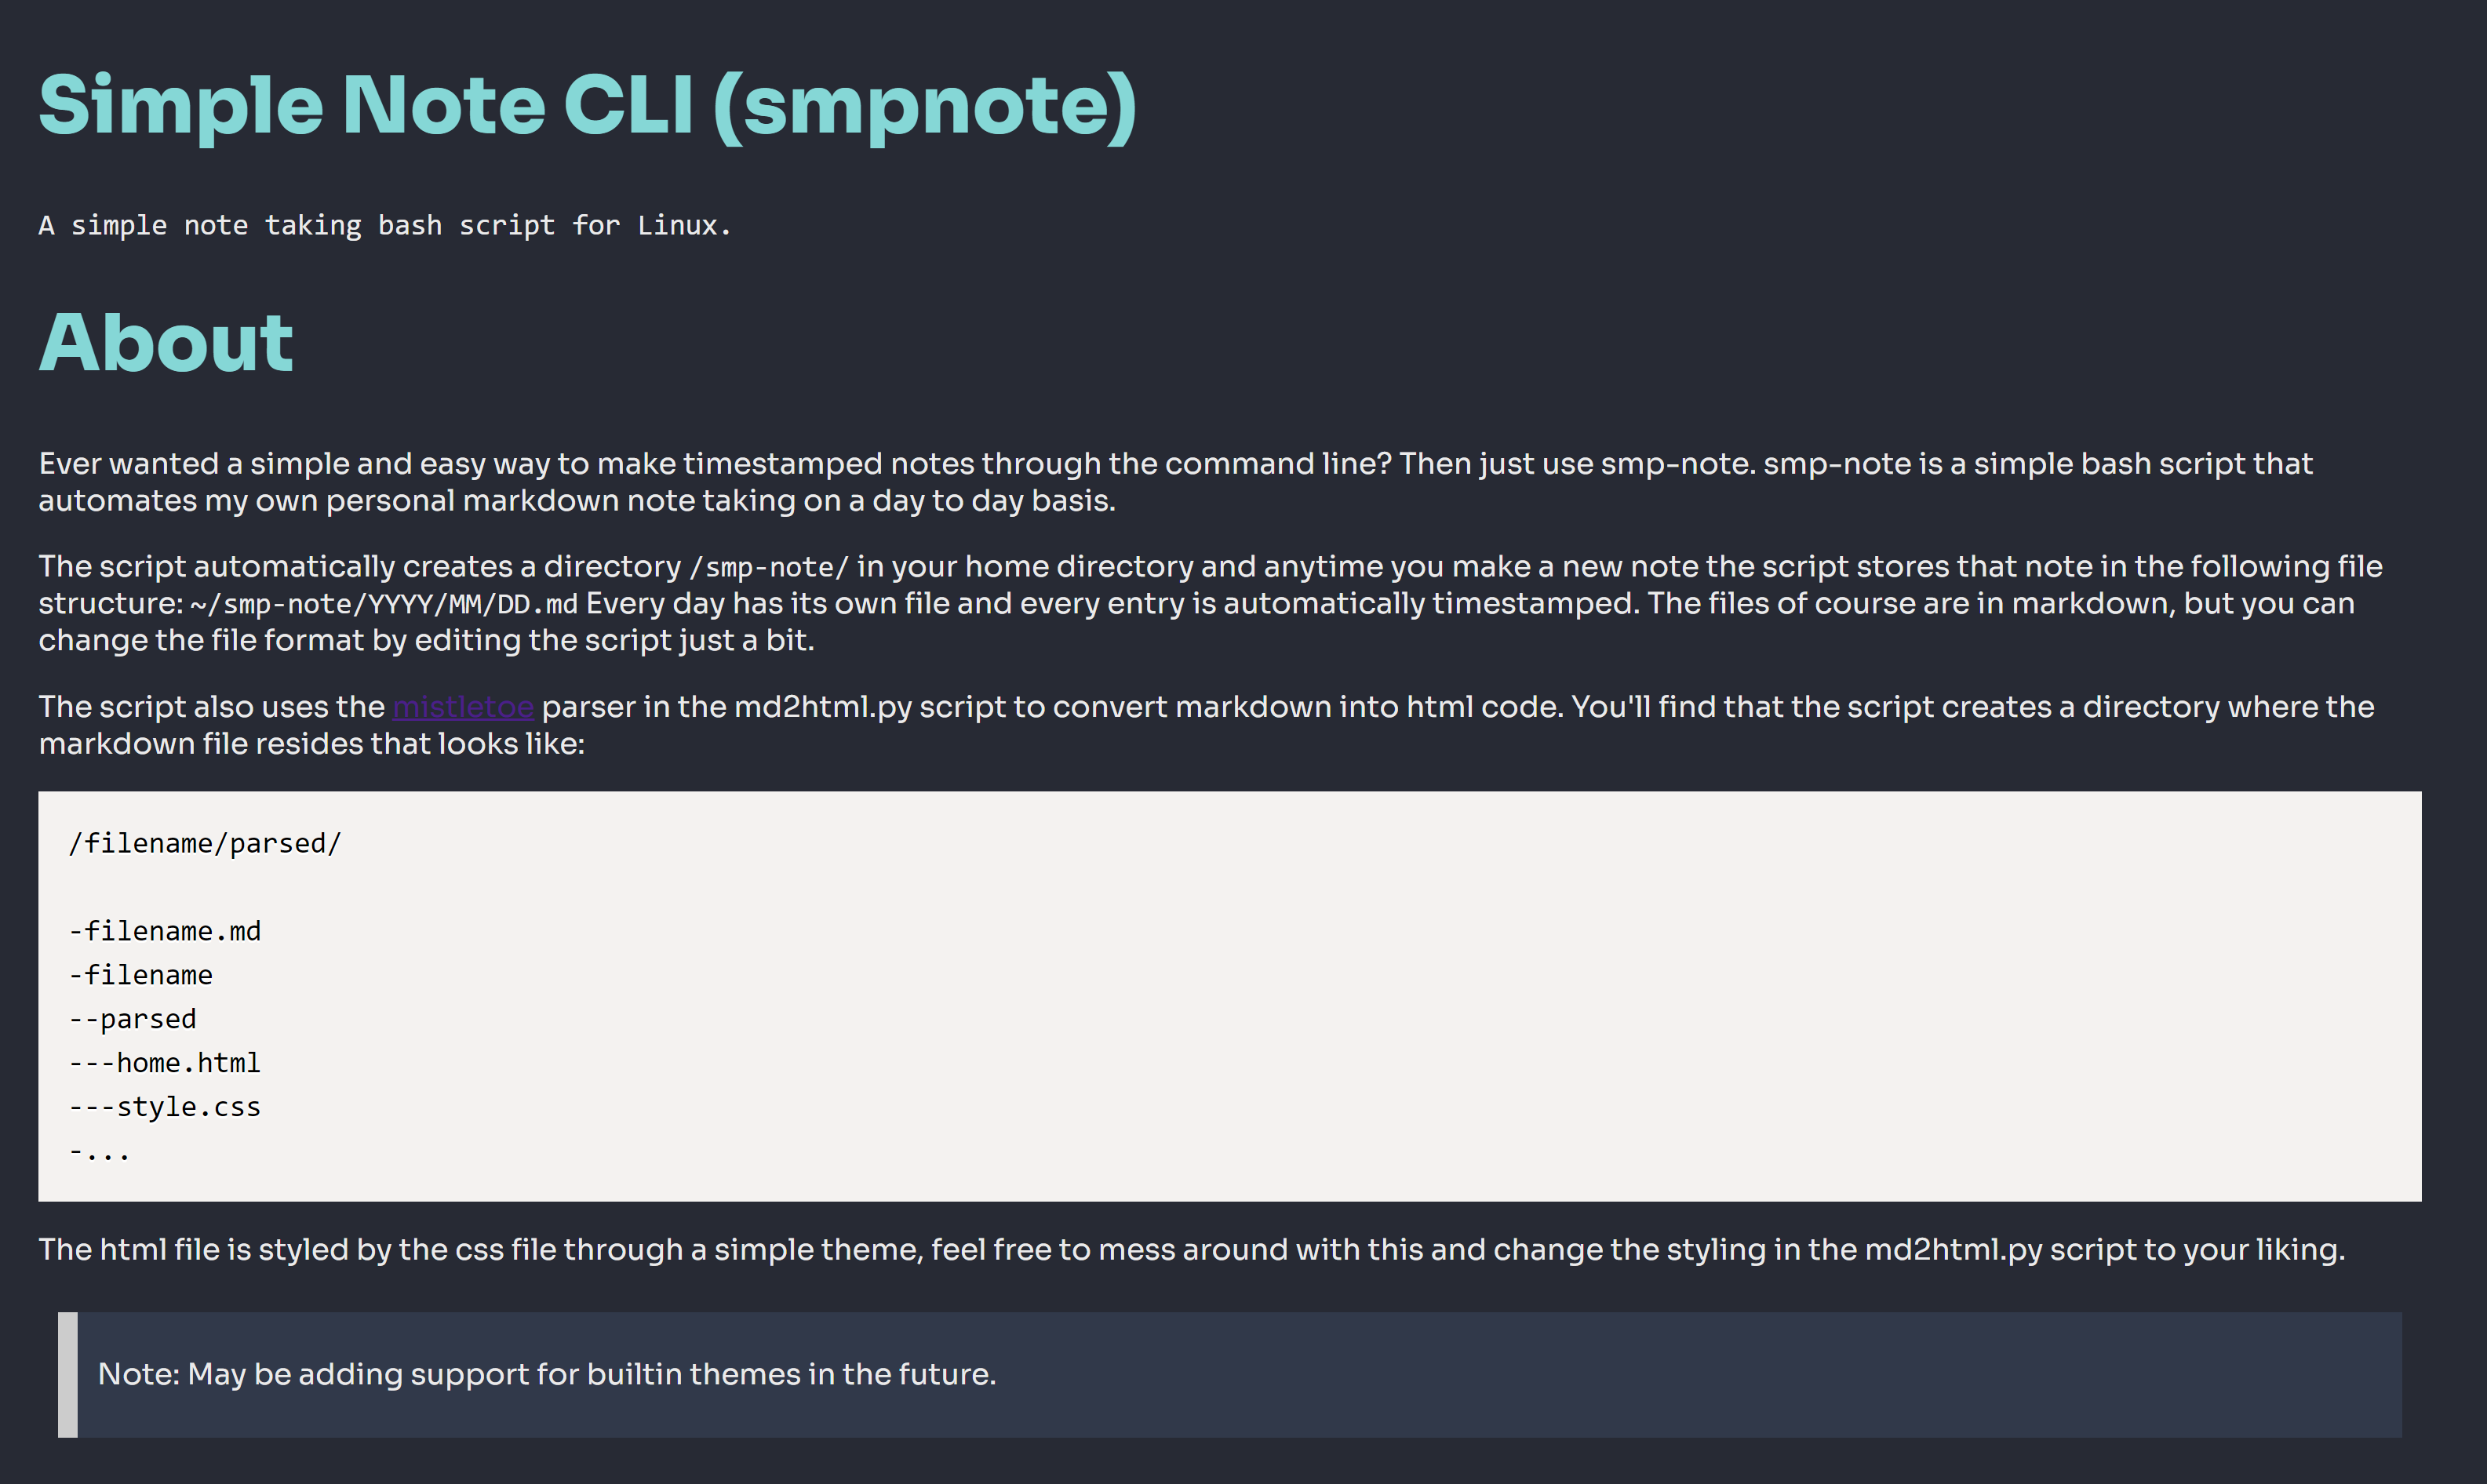 Simple Note CLI (smpnote)
A simple note taking bash script for Linux.
About
Ever wanted a simple and easy way to make timestamped notes through the command line? Then just use smp-note. smp-note is a simple bash script that
automates my own personal markdown note taking on a day to day basis.
The script automatically creates a directory /smp-note/ in your home directory and anytime you make a new note the script stores that note in the following file
structure: ~/smp-note/YYYY/MM/DD.md Every day has its own file and every entry is automatically timestamped. The files of course are in markdown, but you can
change the file format by editing the script just a bit.
The script also uses the mistletoe parser in the md2html.py script to convert markdown into html code. You'll find that the script creates a directory where the
markdown file resides that looks like:
/filename/parsed/
-filename.md
-filename
--parsed
---home.html
---style.css
-...
The html file is styled by the css file through a simple theme, feel free to mess around with this and change the styling in the md2html.py script to your liking.
Note: May be adding support for builtin themes in the future.